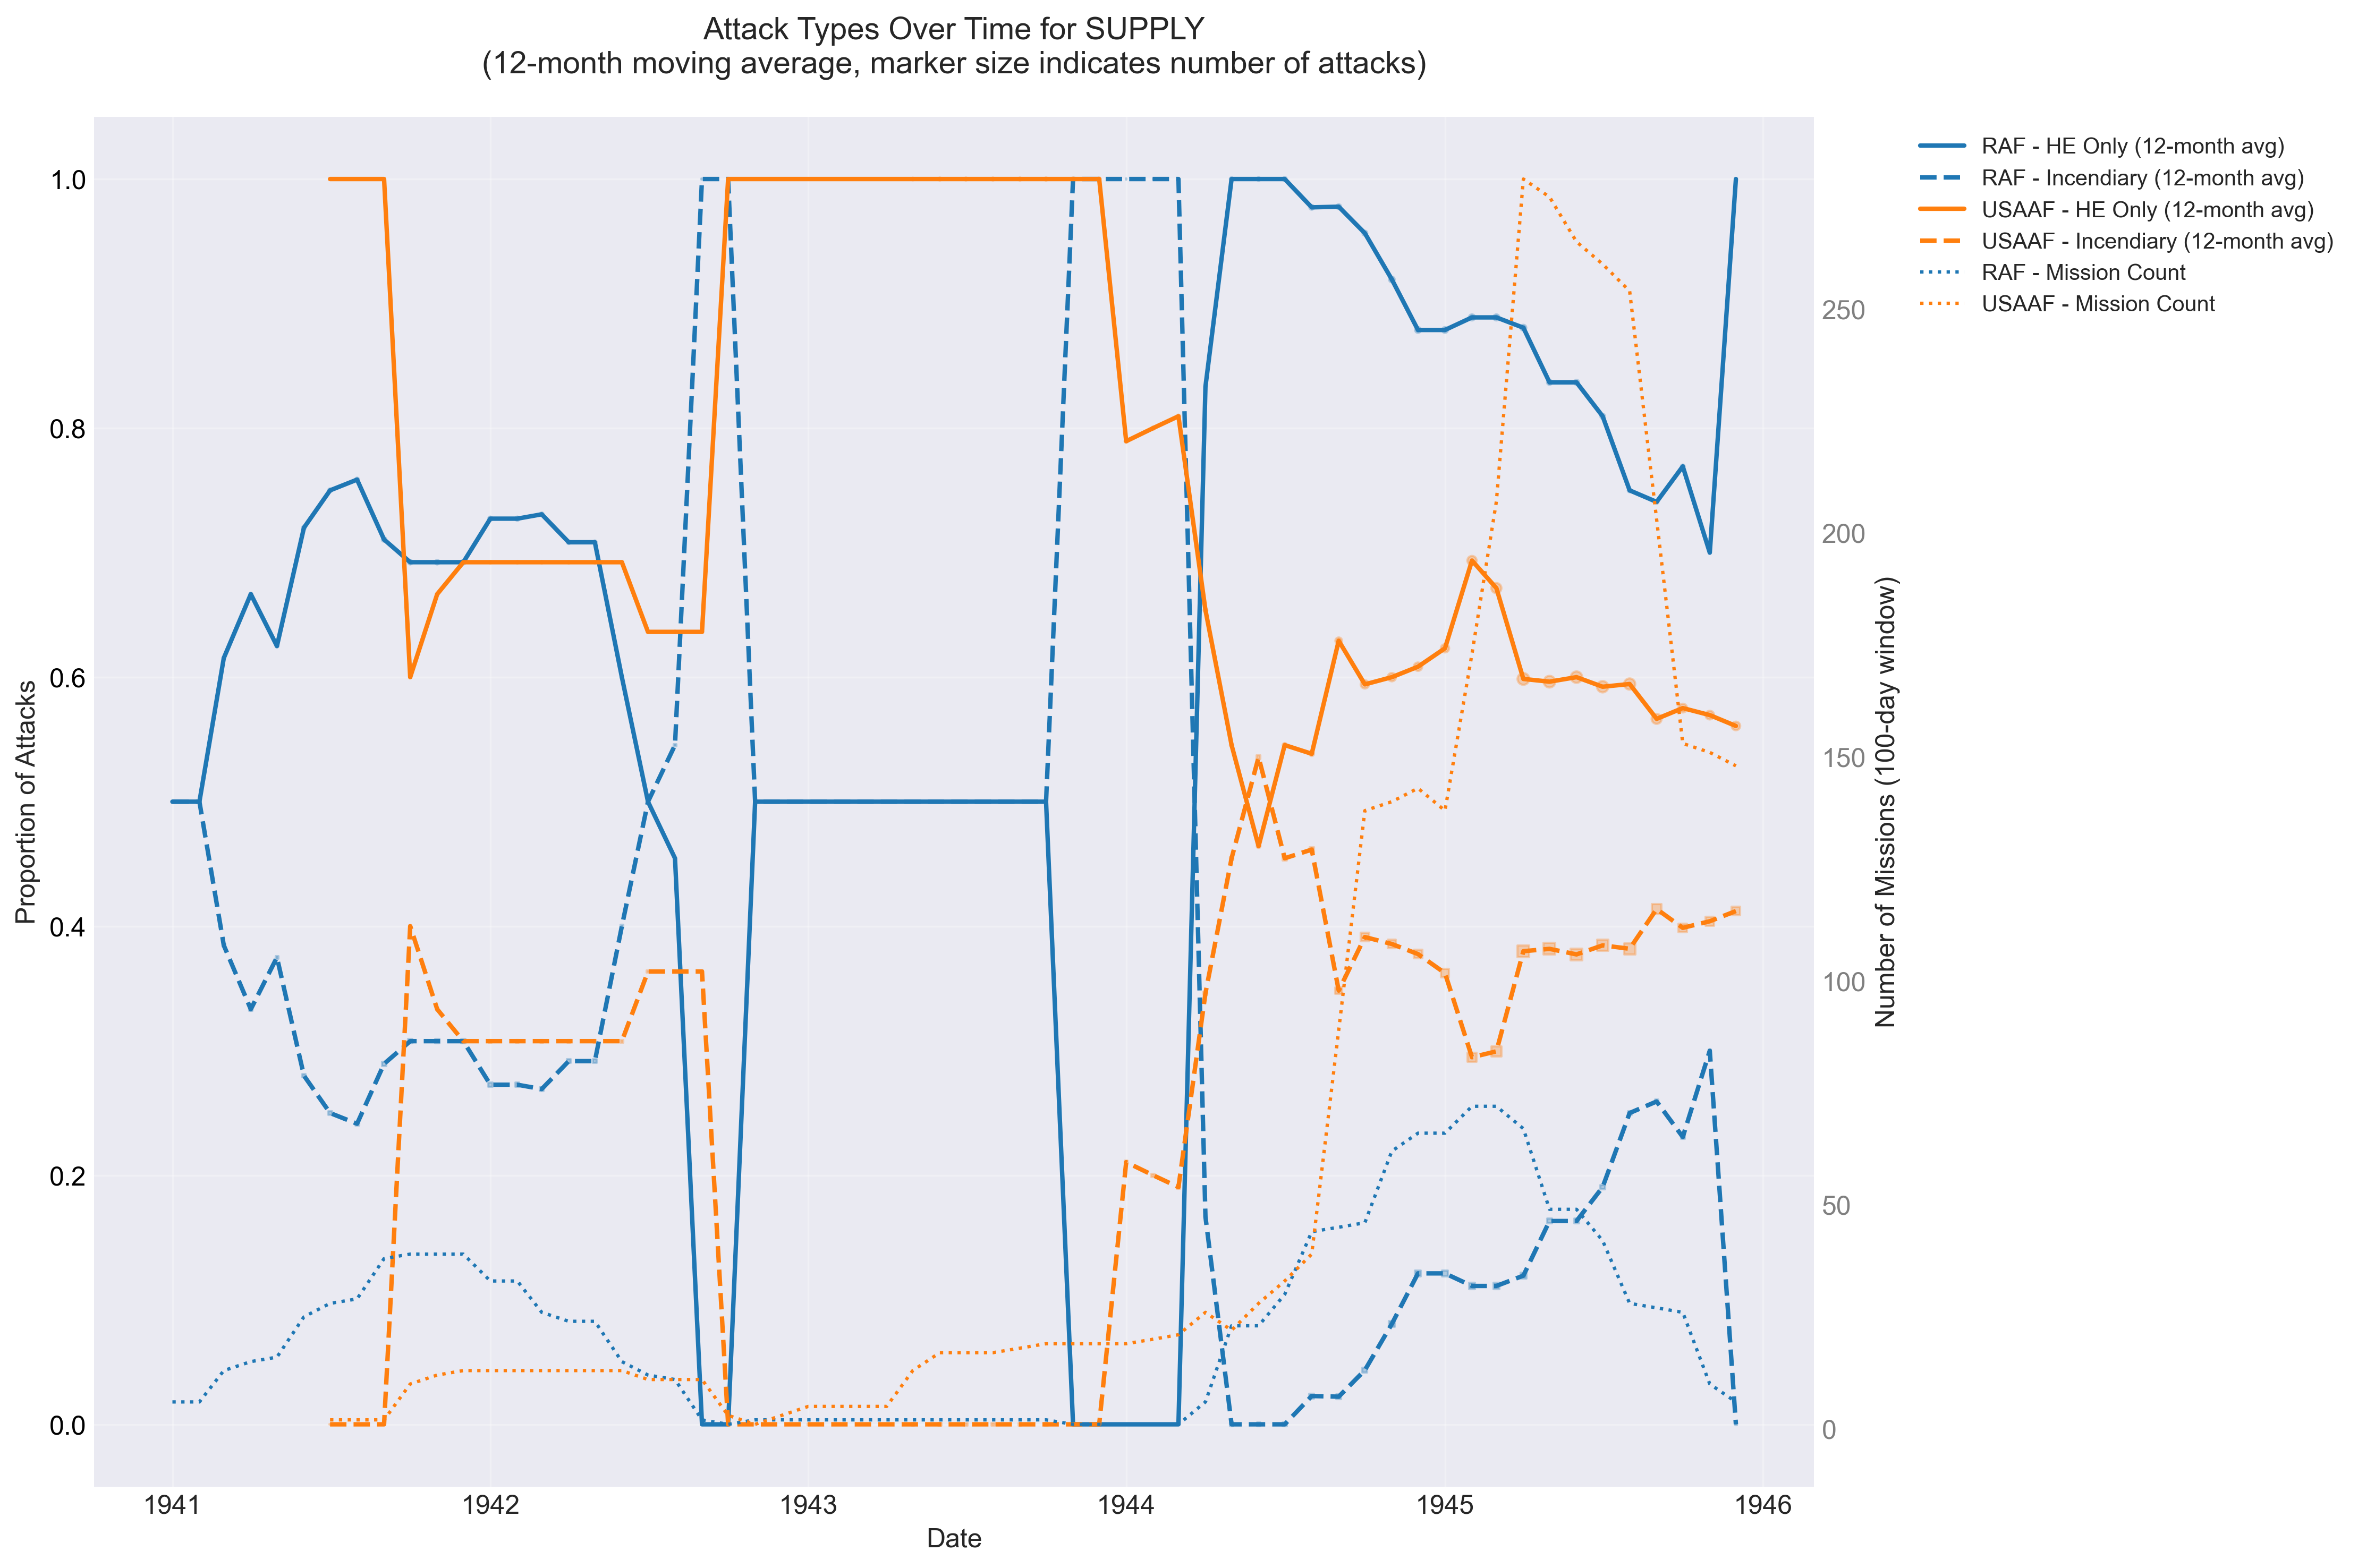 Attack Types Over Time for SUPPLY
(12-month moving average, marker size indicates number of attacks)
RAF - HE Only (12-month avg)
RAF - Incendiary (12-month avg)
USAAF - HE Only (12-month avg)
USAAF - Incendiary (12-month avg)
RAF - Mission Count
USAAF - Mission Count
Proportion of Attacks
1.0
0.8
0.6
0.4
0.2
0.0
250
200
150
100
50
0
Number of Missions (100-day window)
1941
1942
1943
1944
1945
1946
Date